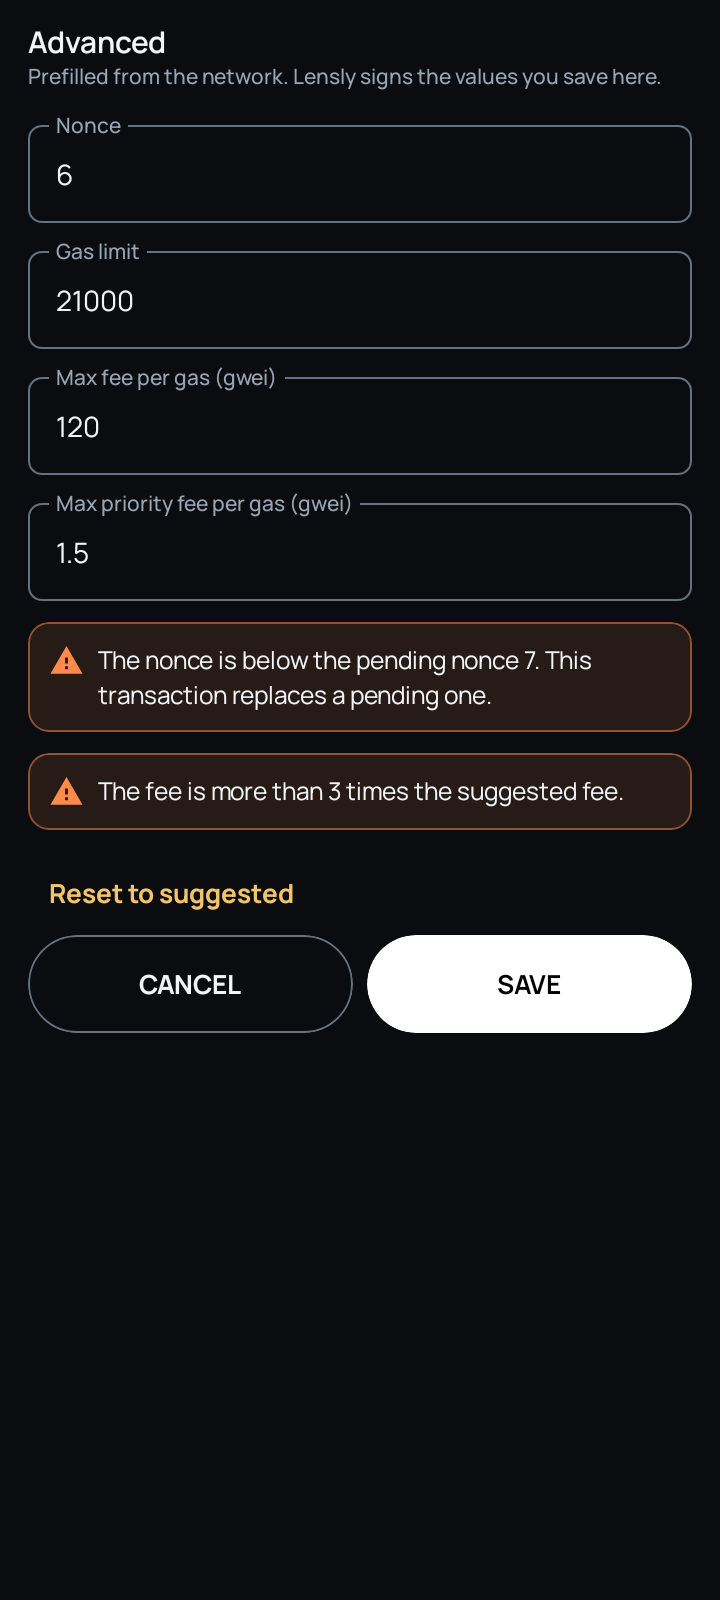 Advanced
Prefilled from the network. Lensly signs the values you save here.
Nonce
6
Gas limit
21000
Max fee per gas (gwei)
120
Max priority fee per gas (gwei)
1.5
The nonce is below the pending nonce 7. This
transaction replaces a pending one.
The fee is more than 3 times the suggested fee.
Reset to suggested
CANCEL
SAVE